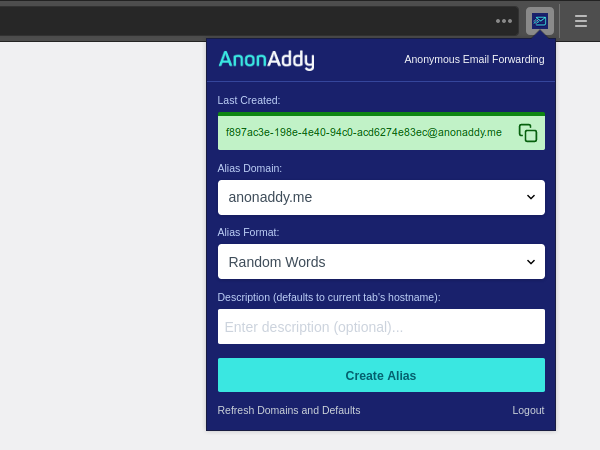 AnonAddy
Anonymous Email Forwarding
Last Created:
f897ac3e-198e-4e40-94c0-acd6274e83ec@anonaddy.me
Alias Domain:
anonaddy.me
Alias Format:
Random Words
Description (defaults to current tab's hostname):
Enter description (optional)...
Create Alias
Refresh Domains and Defaults
Logout